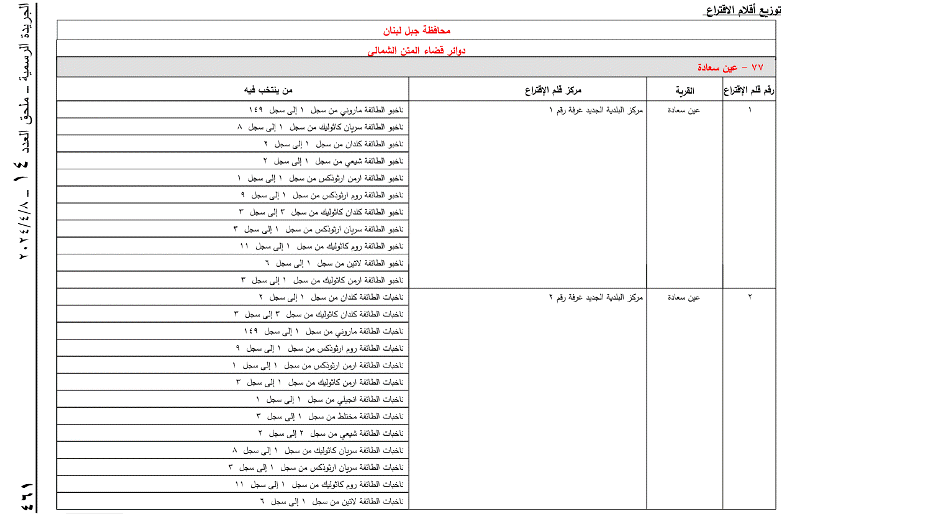 توزيع أقلام الاقتراع
محافظة جبل لبنان
دوائر قضاء المتن الشمالي
٧٧ - عين سعادة
رقم قلم الإقتراع القرية مركز قلم الإقتراع من ينتخب فيه
١ عين سعادة مركز البلدية الجديد غرفة رقم ١ ناخبو الطائفة ماروني من سجل ١ إلى سجل ١٤٩
ناخبو الطائفة سريان كاثوليك من سجل ١ إلى سجل ٨
ناخبو الطائفة كلدان من سجل ١ إلى سجل ٢
ناخبو الطائفة شيعي من سجل ١ إلى سجل ٢
ناخبو الطائفة ارمن ارثوذكس من سجل ١ إلى سجل ١
ناخبو الطائفة روم ارثوذكس من سجل ١ إلى سجل ٩
ناخبو الطائفة كلدان كاثوليك من سجل ٣ إلى سجل ٣
ناخبو الطائفة سريان ارثوذكس من سجل ١ إلى سجل ٣
ناخبو الطائفة روم كاثوليك من سجل ١ إلى سجل ١١
ناخبو الطائفة لاتين من سجل ١ إلى سجل ٦
ناخبو الطائفة ارمن كاثوليك من سجل ١ إلى سجل ٣
٢ عين سعادة مركز البلدية الجديد غرفة رقم ٢ ناخبات الطائفة كلدان من سجل ١ إلى سجل ٢
ناخبات الطائفة كلدان كاثوليك من سجل ٣ إلى سجل ٣
ناخبات الطائفة ماروني من سجل ١ إلى سجل ١٤٩
ناخبات الطائفة روم ارثوذكس من سجل ١ إلى سجل ٩
ناخبات الطائفة ارمن ارثوذكس من سجل ١ إلى سجل ١
ناخبات الطائفة ارمن كاثوليك من سجل ١ إلى سجل ٣
ناخبات الطائفة انجيلي من سجل ١ إلى سجل ١
ناخبات الطائفة مختلط من سجل ١ إلى سجل ٣
ناخبات الطائفة شيعي من سجل ٢ إلى سجل ٢
ناخبات الطائفة سريان كاثوليك من سجل ١ إلى سجل ٨
ناخبات الطائفة سريان ارثوذكس من سجل ١ إلى سجل ٣
ناخبات الطائفة روم كاثوليك من سجل ١ إلى سجل ١١
ناخبات الطائفة لاتين من سجل ١ إلى سجل ٦
الجريدة الرسمية – ملحق العدد ١٤ – ٢٠٢٤/٤/٨
٤٦١